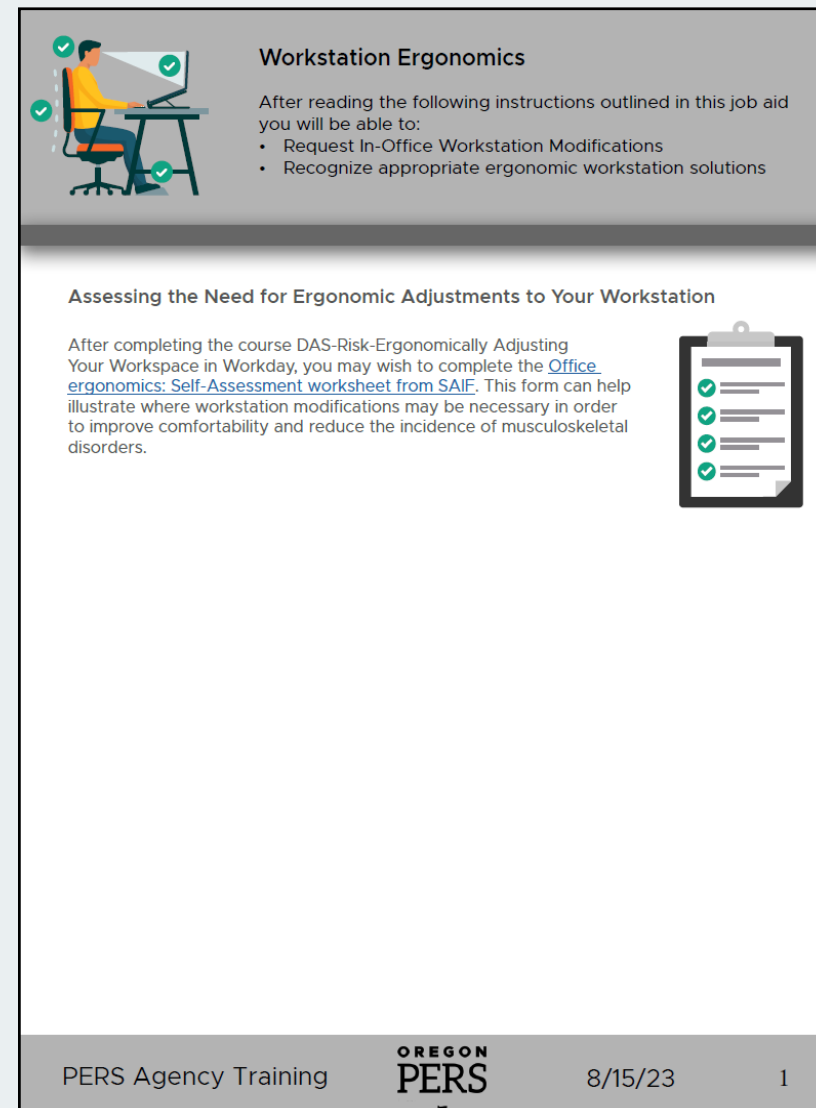 Workstation Ergonomics
After reading the following instructions outlined in this job aid
you will be able to:
• Request In-Office Workstation Modifications
• Recognize appropriate ergonomic workstation solutions
Assessing the Need for Ergonomic Adjustments to Your Workstation
After completing the course DAS-Risk-Ergonomically Adjusting
Your Workspace in Workday, you may wish to complete the Office
ergonomics: Self-Assessment worksheet from SAIF. This form can help
illustrate where workstation modifications may be necessary in order
to improve comfortability and reduce the incidence of musculoskeletal
disorders.
PERS Agency Training
OREGON
PERS
8/15/23
1